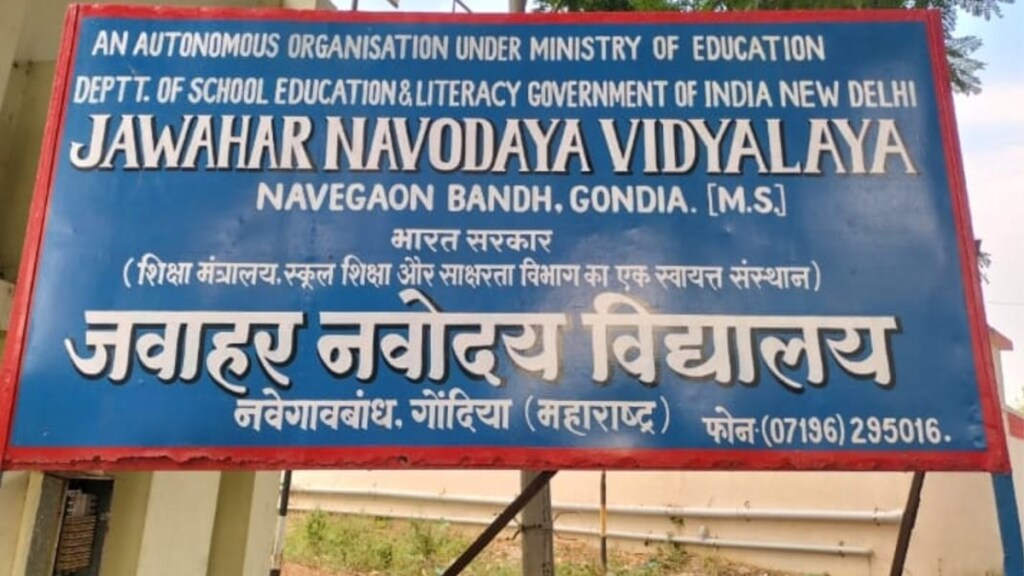 AN AUTONOMOUS ORGANISATION UNDER MINISTRY OF EDUCATION
DEPTT. OF SCHOOL EDUCATION & LITERACY GOVERNMENT OF INDIA NEW DELHI
JAWAHAR NAVODAYA VIDYALAYA
NAVEGAON BANDH, GONDIA. [M.S.]
भारत सरकार
(शिक्षा मंत्रालय, स्कूल शिक्षा और साक्षरता विभाग का एक स्वायत्त संस्थान)
जवाहर नवोदय विद्यालय
नवेगावबांध, गोंदिया (महाराष्ट्र) फोन-(07196) 295016.